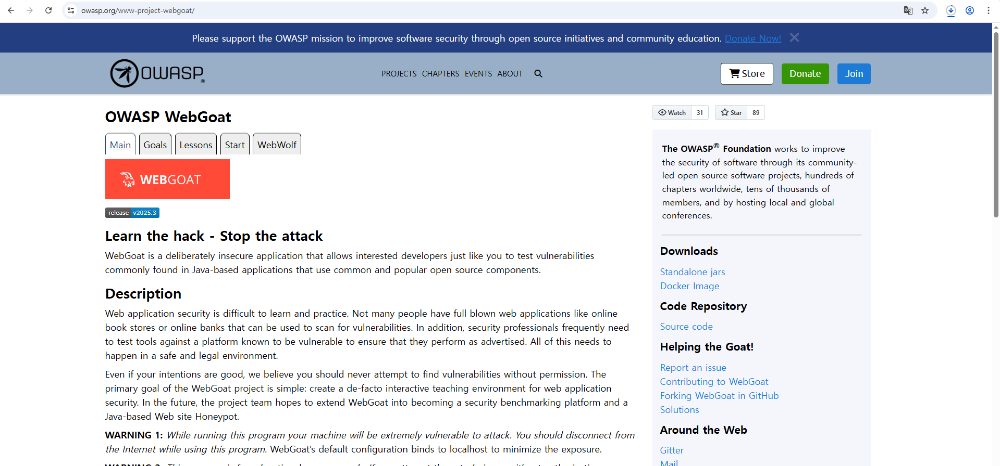 owasp.org/www-project-webgoat/
Please support the OWASP mission to improve software security through open source initiatives and community education. Donate Now!
OWASP®
PROJECTS CHAPTERS EVENTS ABOUT
Store
Donate
Join
OWASP WebGoat
Main
Goals
Lessons
Start
WebWolf
WEBGOAT
release v2025.3
Learn the hack - Stop the attack
WebGoat is a deliberately insecure application that allows interested developers just like you to test vulnerabilities
commonly found in Java-based applications that use common and popular open source components.
Description
Web application security is difficult to learn and practice. Not many people have full blown web applications like online
book stores or online banks that can be used to scan for vulnerabilities. In addition, security professionals frequently need
to test tools against a platform known to be vulnerable to ensure that they perform as advertised. All of this needs to
happen in a safe and legal environment.
Even if your intentions are good, we believe you should never attempt to find vulnerabilities without permission. The
primary goal of the WebGoat project is simple: create a de-facto interactive teaching environment for web application
security. In the future, the project team hopes to extend WebGoat into becoming a security benchmarking platform and a
Java-based Web site Honeypot.
WARNING 1: While running this program your machine will be extremely vulnerable to attack. You should disconnect from
the Internet while using this program. WebGoat's default configuration binds to localhost to minimize the exposure.
Watch 31
Star 89
The OWASP® Foundation works to improve
the security of software through its community-
led open source software projects, hundreds of
chapters worldwide, tens of thousands of
members, and by hosting local and global
conferences.
Downloads
Standalone jars
Docker Image
Code Repository
Source code
Helping the Goat!
Report an issue
Contributing to WebGoat
Forking WebGoat in GitHub
Solutions
Around the Web
Gitter
Mail